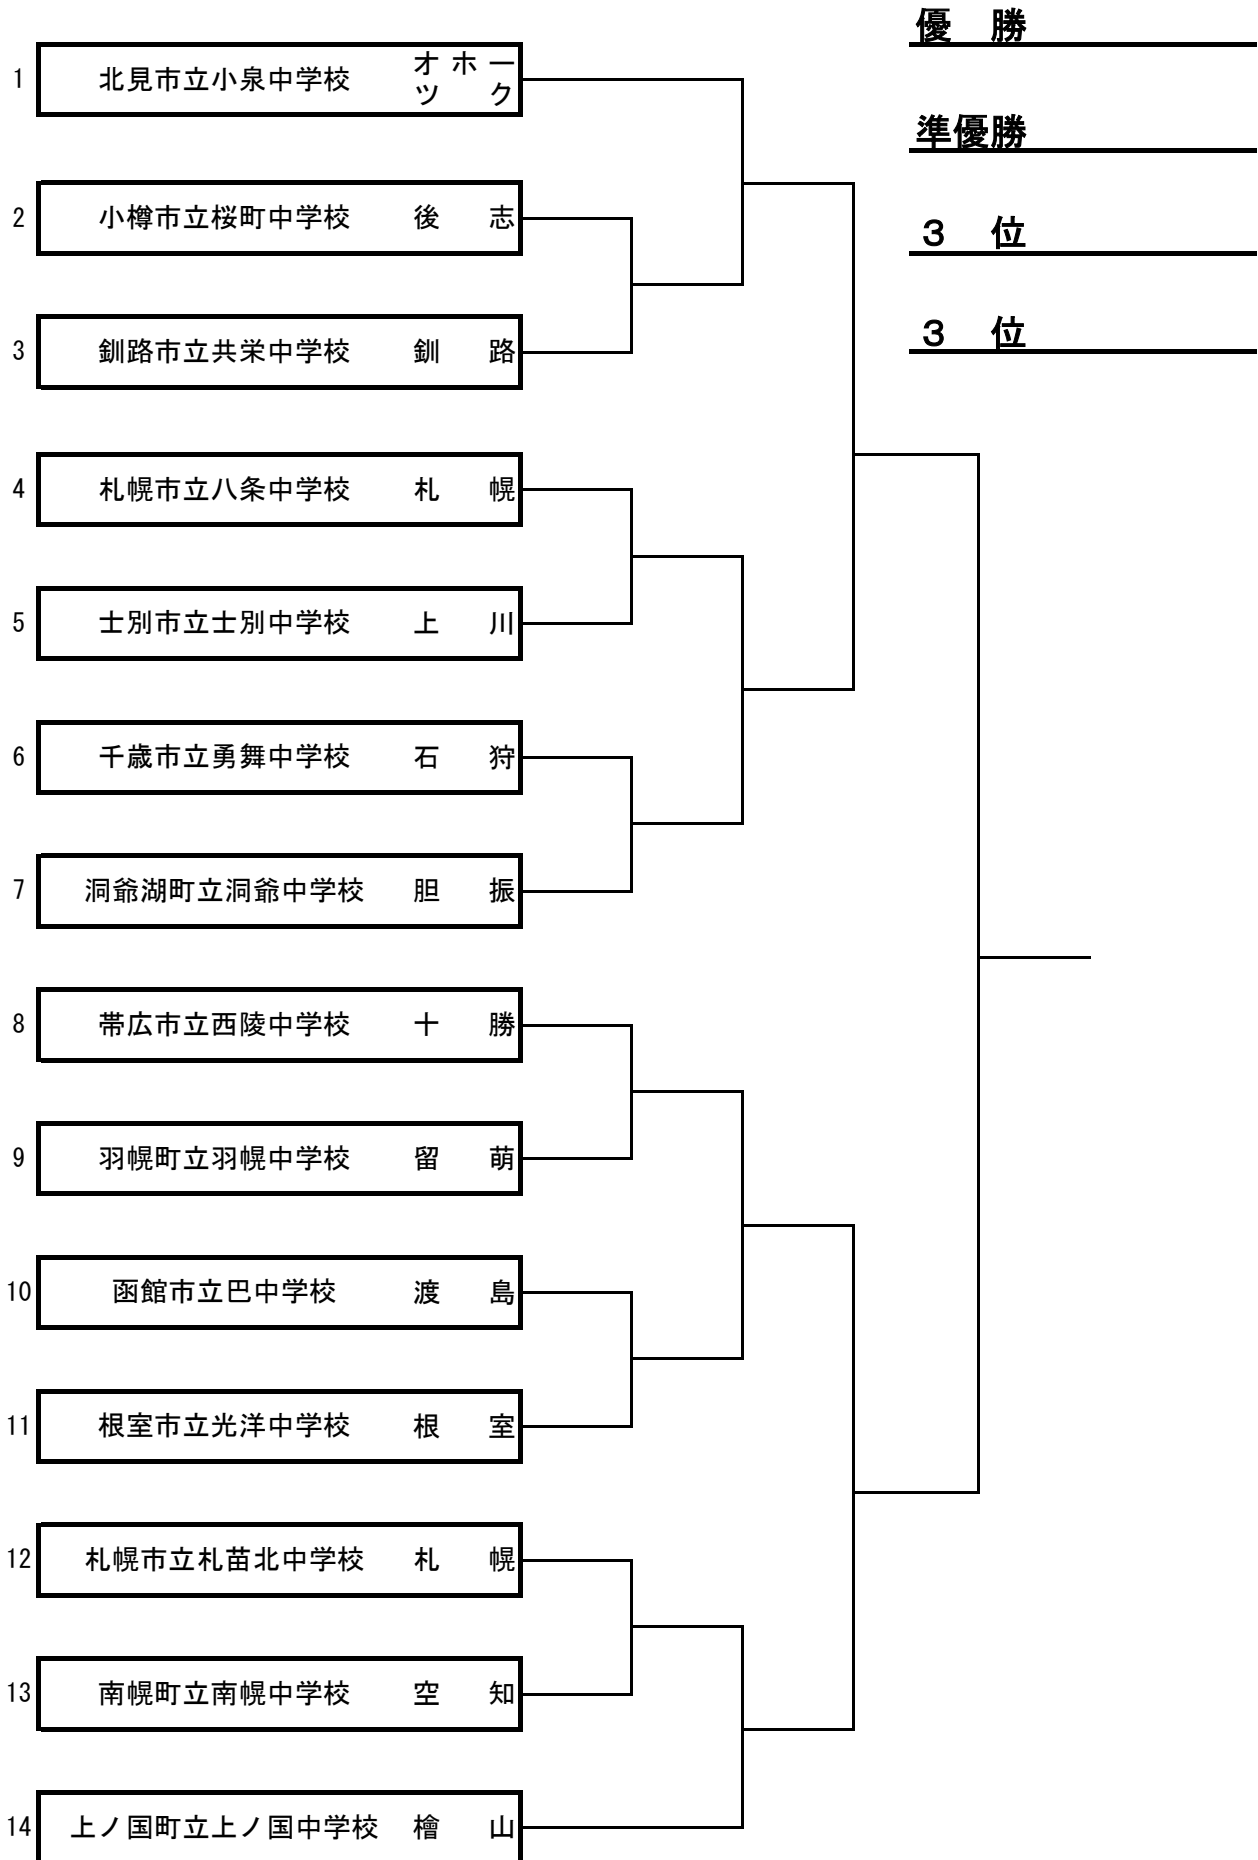 優　勝
準優勝
３　位
３　位
1 北見市立小泉中学校 オホーツク
2 小樽市立桜町中学校 後　志
3 釧路市立共栄中学校 釧　路
4 札幌市立八条中学校 札　幌
5 士別市立士別中学校 上　川
6 千歳市立勇舞中学校 石　狩
7 洞爺湖町立洞爺中学校 胆　振
8 帯広市立西陵中学校 十　勝
9 羽幌町立羽幌中学校 留　萌
10 函館市立巴中学校 渡　島
11 根室市立光洋中学校 根　室
12 札幌市立札苗北中学校 札　幌
13 南幌町立南幌中学校 空　知
14 上ノ国町立上ノ国中学校 檜　山